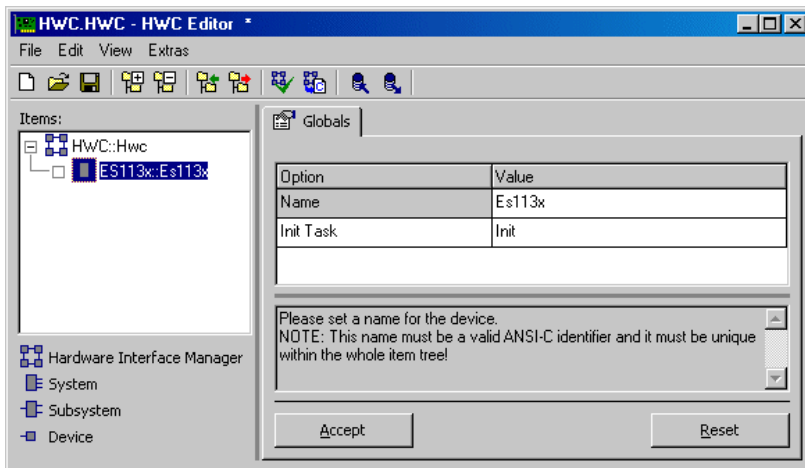 HWC.HWC - HWC Editor *
File Edit View Extras
Items:
HWC::Hwc
ES113x::Es113x
Hardware Interface Manager
System
Subsystem
Device
Globals
Option Value
Name Es113x
Init Task Init
Please set a name for the device.
NOTE: This name must be a valid ANSI-C identifier and it must be unique
within the whole item tree!
Accept Reset